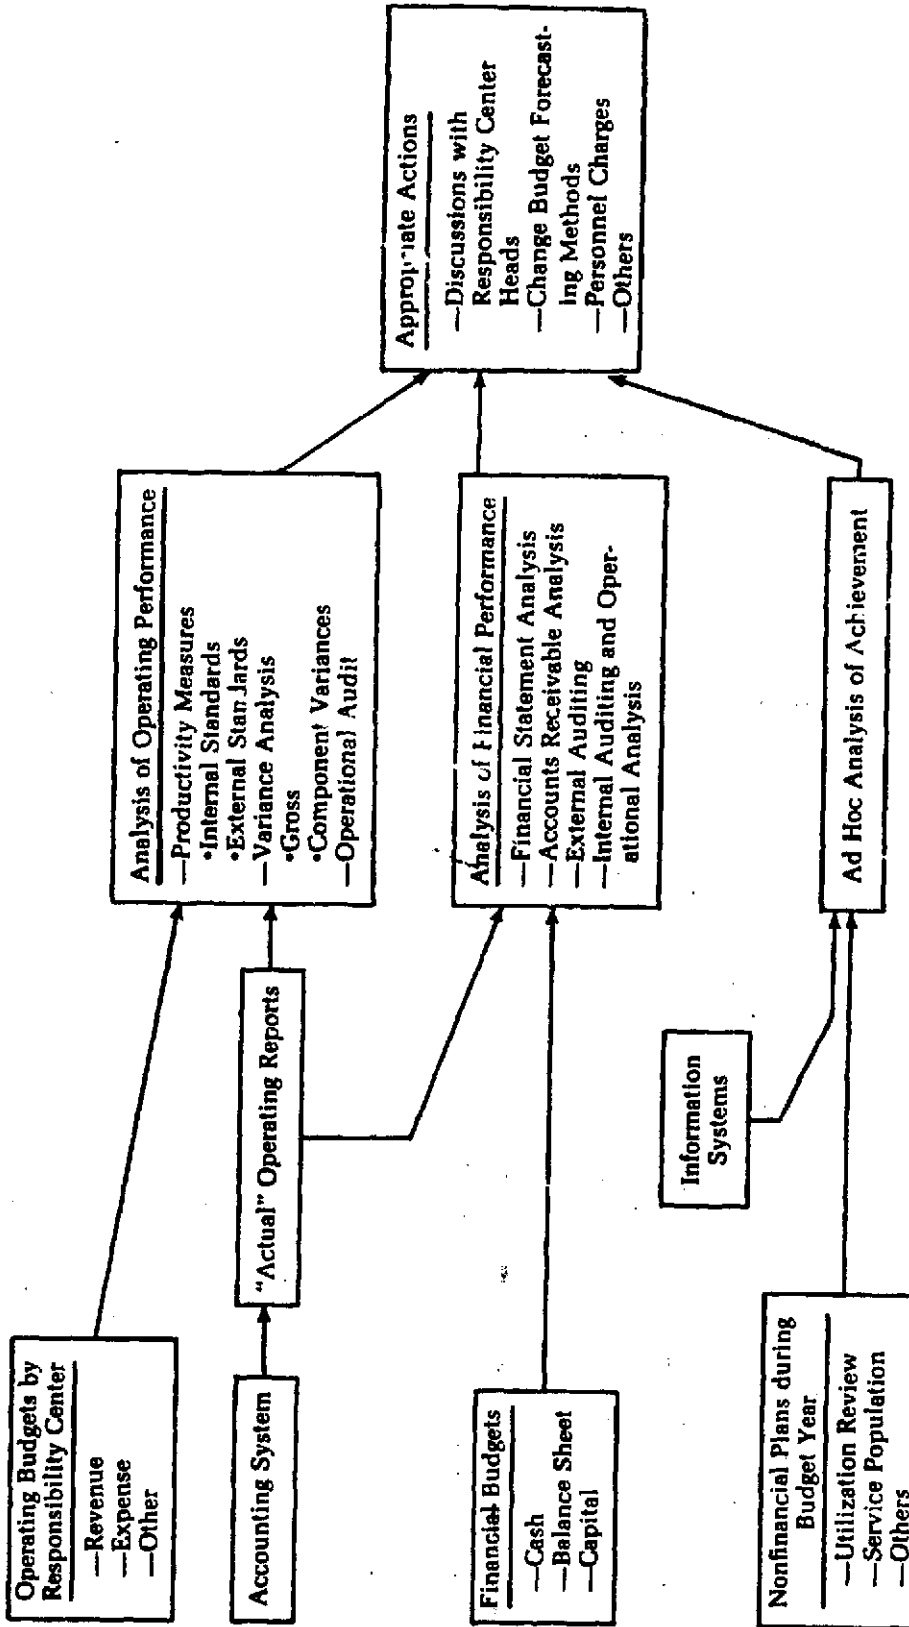 Operating Budgets by
Responsibility Center
—Revenue
—Expense
—Other
Accounting System
Financial Budgets
—Cash
—Balance Sheet
—Capital
Nonfinancial Plans during
Budget Year
—Utilization Review
—Service Population
—Others
"Actual" Operating Reports
Information
Systems
Analysis of Operating Performance
—Productivity Measures
•Internal Standards
•External Standards
—Variance Analysis
•Gross
•Component Variances
—Operational Audit
Analysis of Financial Performance
—Financial Statement Analysis
—Accounts Receivable Analysis
—External Auditing
—Internal Auditing and Oper-
ational Analysis
Ad Hoc Analysis of Achievement
Appropriate Actions
—Discussions with
Responsibility Center
Heads
—Change Budget Forecast-
ing Methods
—Personnel Charges
—Others